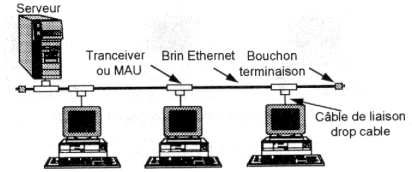 Serveur
Tranceiver
ou MAU
Brin Ethernet
Bouchon
terminaison
Câble de liaison
drop cable